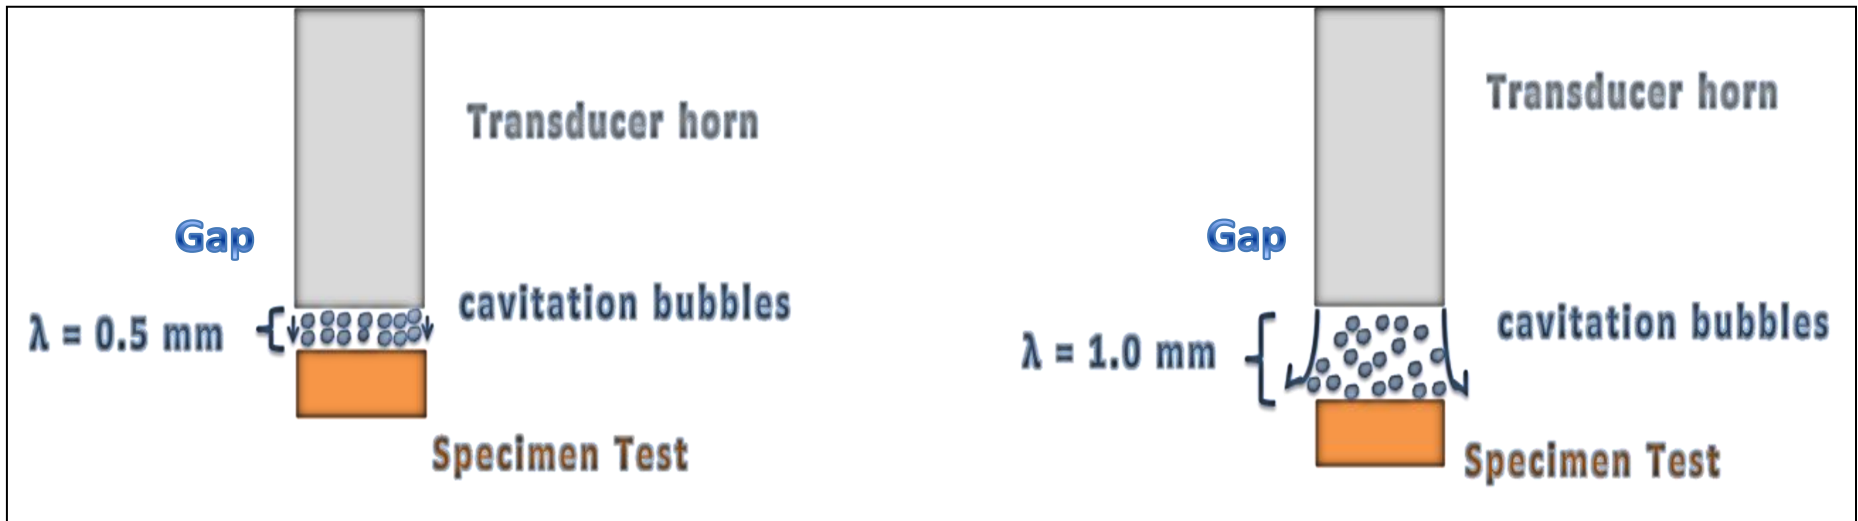 Transducer horn
Gap
cavitation bubbles
λ = 0.5 mm
Specimen Test
Transducer horn
Gap
cavitation bubbles
λ = 1.0 mm
Specimen Test